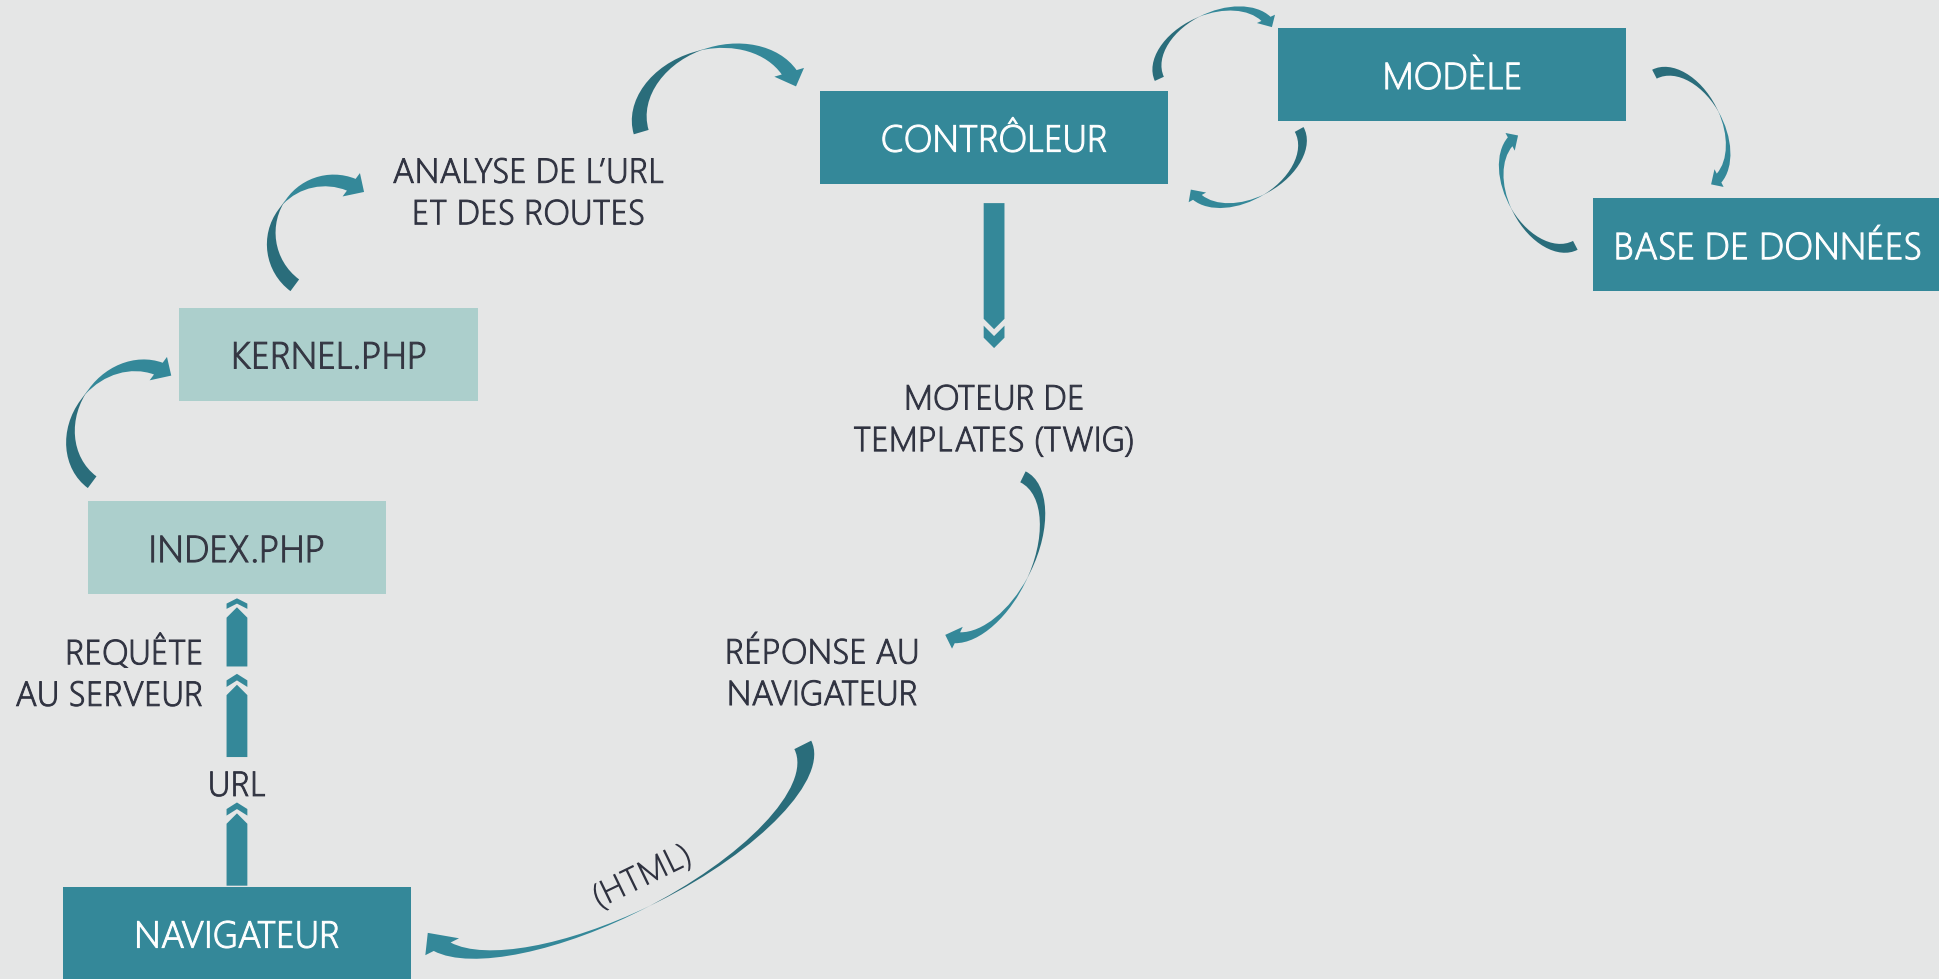 MODÈLE
CONTRÔLEUR
ANALYSE DE L’URL
ET DES ROUTES
BASE DE DONNÉES
KERNEL.PHP
MOTEUR DE
TEMPLATES (TWIG)
INDEX.PHP
REQUÊTE
AU SERVEUR
RÉPONSE AU
NAVIGATEUR
URL
(HTML)
NAVIGATEUR